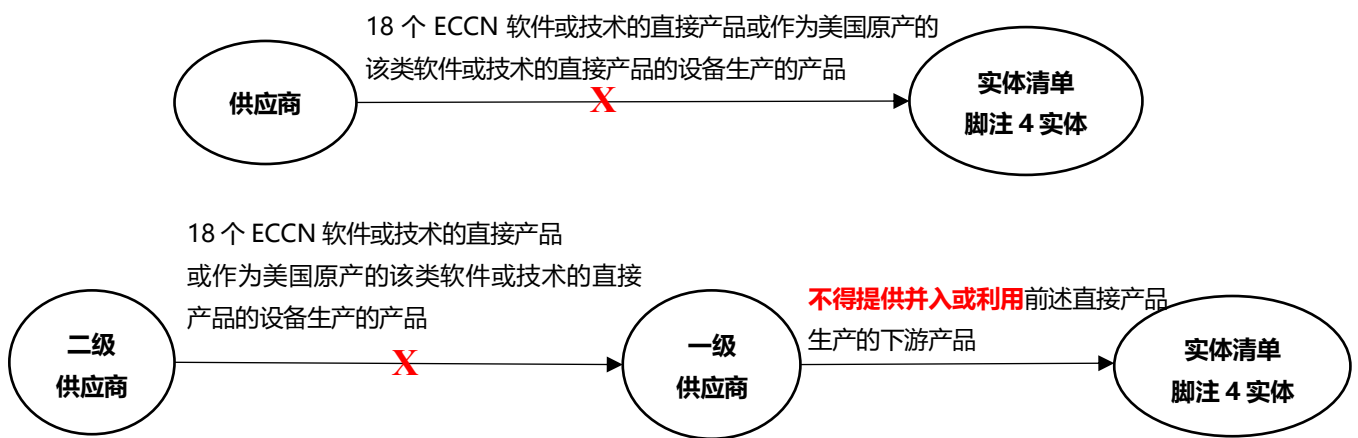 18 个 ECCN 软件或技术的直接产品或作为美国原产的
该类软件或技术的直接产品的设备生产的产品
供应商
X
实体清单
脚注 4 实体
18 个 ECCN 软件或技术的直接产品
或作为美国原产的该类软件或技术的直接
产品的设备生产的产品
不得提供并入或利用前述直接产品
生产的下游产品
二级
供应商
X
一级
供应商
实体清单
脚注 4 实体